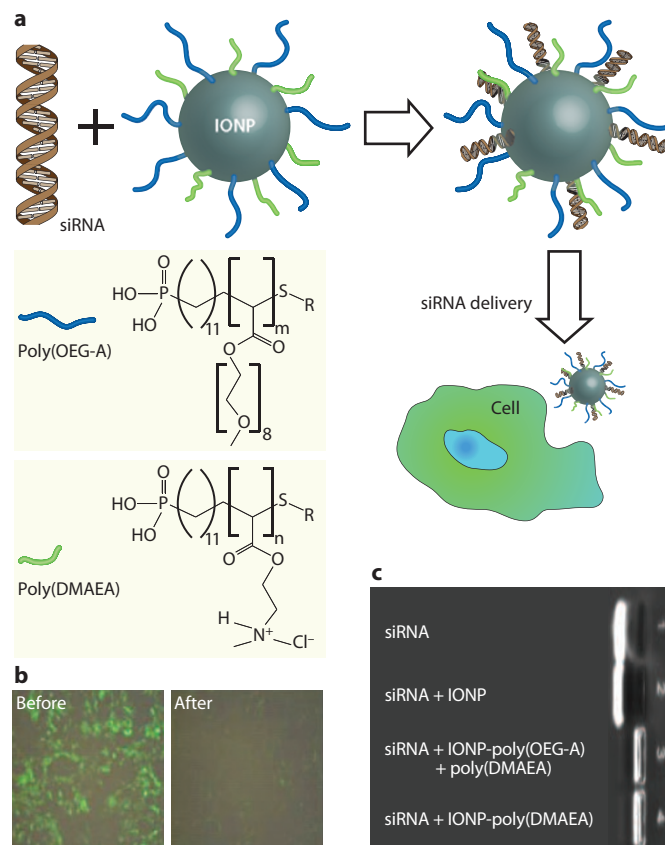 a
IONP
siRNA
siRNA delivery
O
HO P
HO
11
m
S R
O O
O
8
Poly(OEG-A)
Cell
O
HO P
HO
11
n
S R
O O
H N+ Cl–
Poly(DMAEA)
b
Before
After
c
siRNA
siRNA + IONP
siRNA + IONP-poly(OEG-A)
+ poly(DMAEA)
siRNA + IONP-poly(DMAEA)